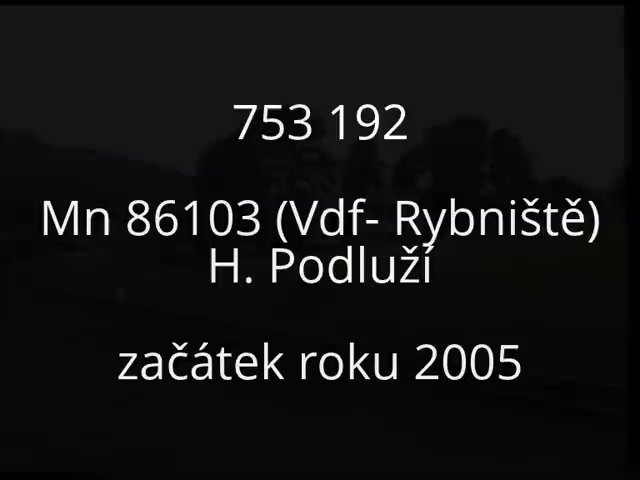 753 192
Mn 86103 (Vdf- Rybniště)
H. Podluží
začátek roku 2005